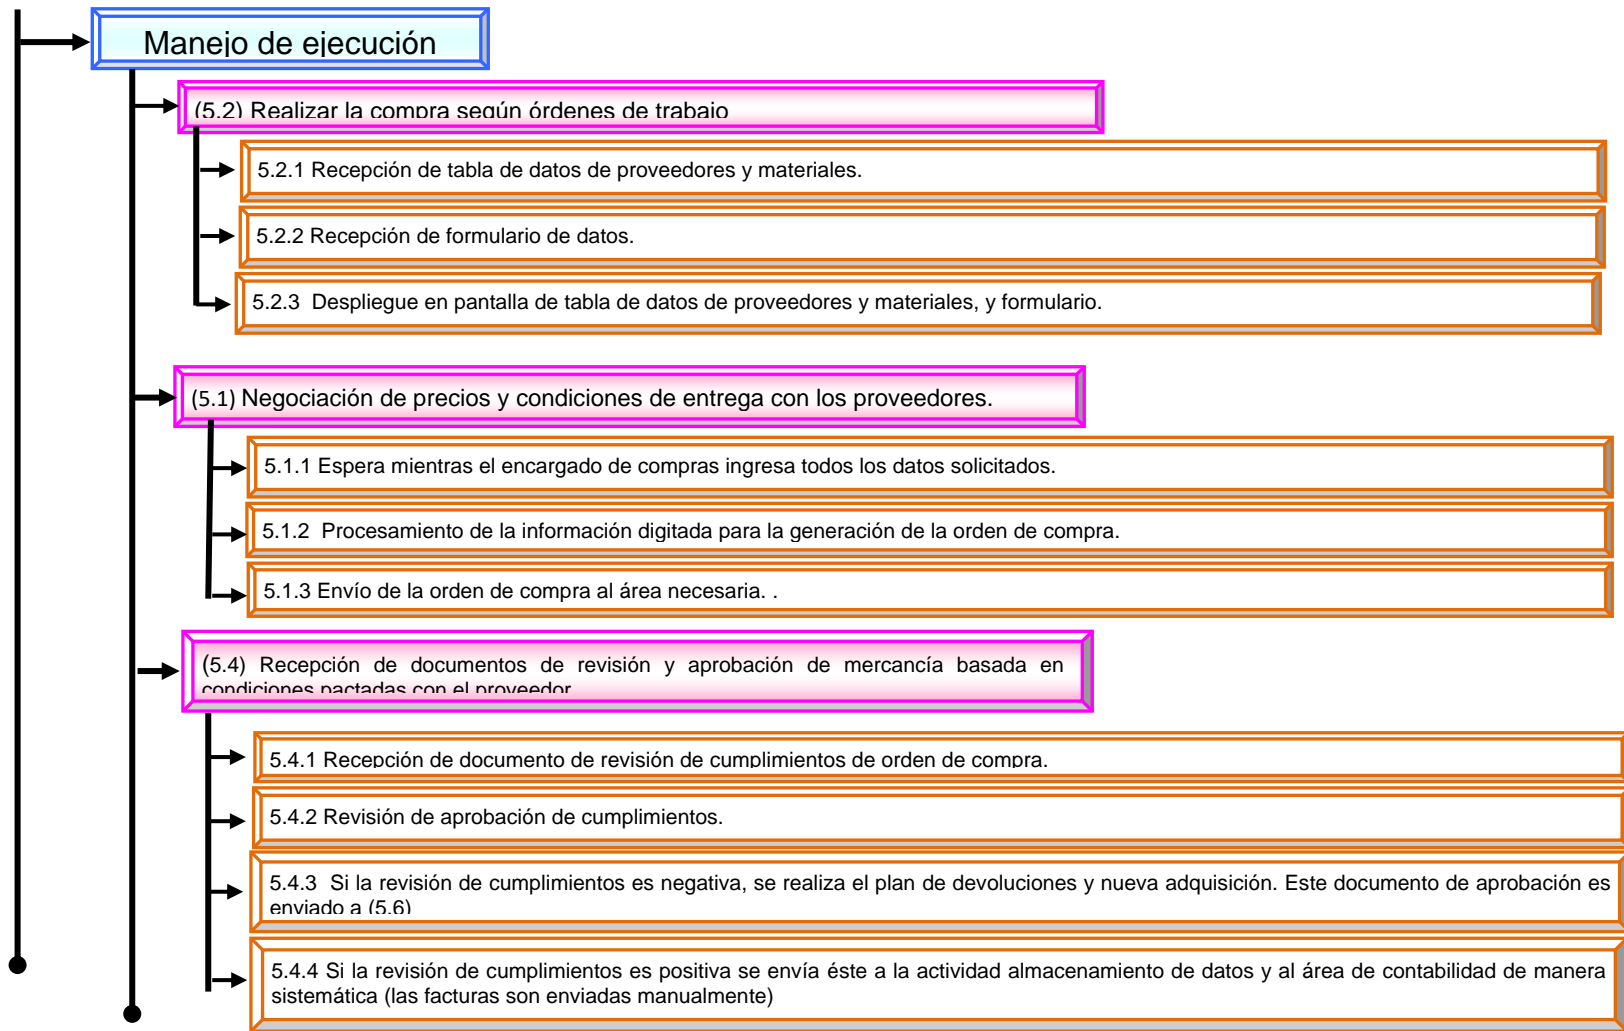 Manejo de ejecución
(5.2) Realizar la compra según órdenes de trabajo
5.2.1 Recepción de tabla de datos de proveedores y materiales.
5.2.2 Recepción de formulario de datos.
5.2.3  Despliegue en pantalla de tabla de datos de proveedores y materiales, y formulario.
(5.1) Negociación de precios y condiciones de entrega con los proveedores.
5.1.1 Espera mientras el encargado de compras ingresa todos los datos solicitados.
5.1.2  Procesamiento de la información digitada para la generación de la orden de compra.
5.1.3 Envío de la orden de compra al área necesaria. .
(5.4) Recepción de documentos de revisión y aprobación de mercancía basada en
condiciones pactadas con el proveedor
5.4.1 Recepción de documento de revisión de cumplimientos de orden de compra.
5.4.2 Revisión de aprobación de cumplimientos.
5.4.3  Si la revisión de cumplimientos es negativa, se realiza el plan de devoluciones y nueva adquisición. Este documento de aprobación es
enviado a (5.6)
5.4.4 Si la revisión de cumplimientos es positiva se envía éste a la actividad almacenamiento de datos y al área de contabilidad de manera
sistemática (las facturas son enviadas manualmente)